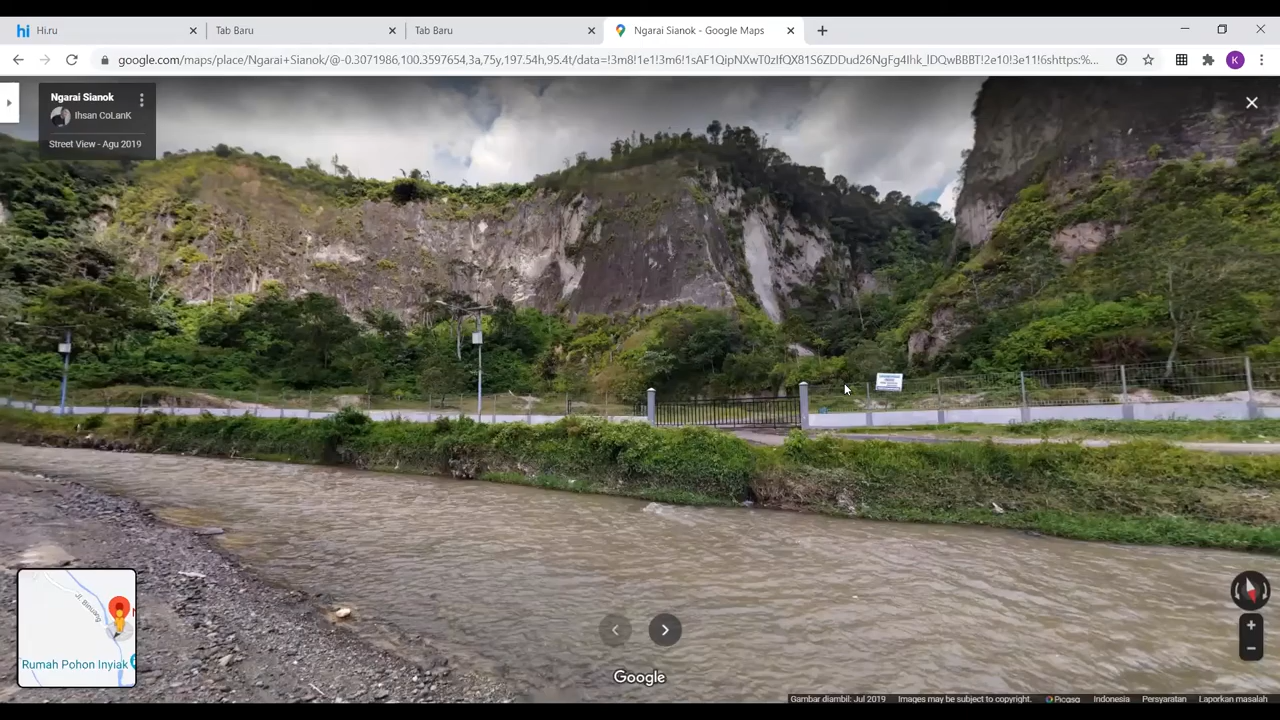 Hi.ru
Tab Baru
Tab Baru
Ngarai Sianok - Google Maps
google.com/maps/place/Ngarai+Sianok/@-0.3071986,100.3597654,3a,75y,197.54h,95.4t/data=!3m8!1e1!3m6!1sAF1QipNXwT0zIfQX81S6ZDDud26NgFg4Ihk_lDQwBBBT!2e10!3e11!6shttps:%...
K
Ngarai Sianok
Ihsan CoLanK
Street View - Agu 2019
Jl. Binuang
Rumah Pohon Inyiak
Google
Gambar diambil: Jul 2019 Images may be subject to copyright. Picasa Indonesia Persyaratan Laporkan masalah